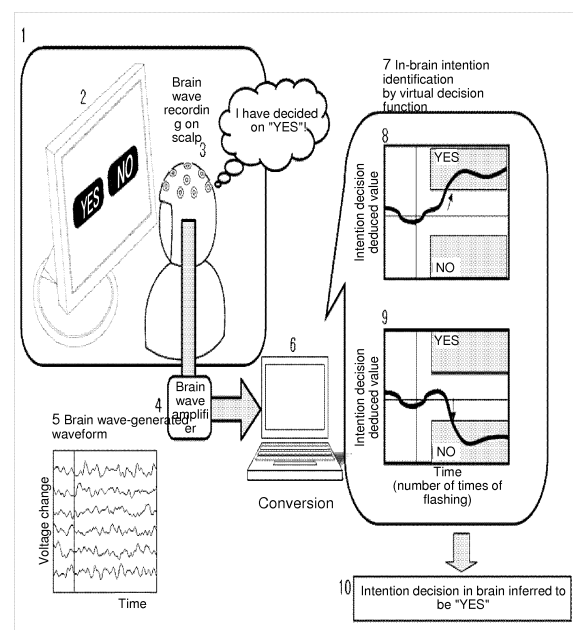 1
2
YES
NO
Brain
wave
recordin
g on
scalp
3
I have decided
on "YES"!
4
Brain
wave
amplifi
er
5 Brain wave-generated
waveform
Voltage change
Time
6
Conversion
7 In-brain intention
identification
by virtual decision
function
8
YES
NO
Intention decision
deduced value
9
YES
NO
Intention decision
deduced value
Time
(number of times of
flashing)
10
Intention decision in brain inferred to
be "YES"